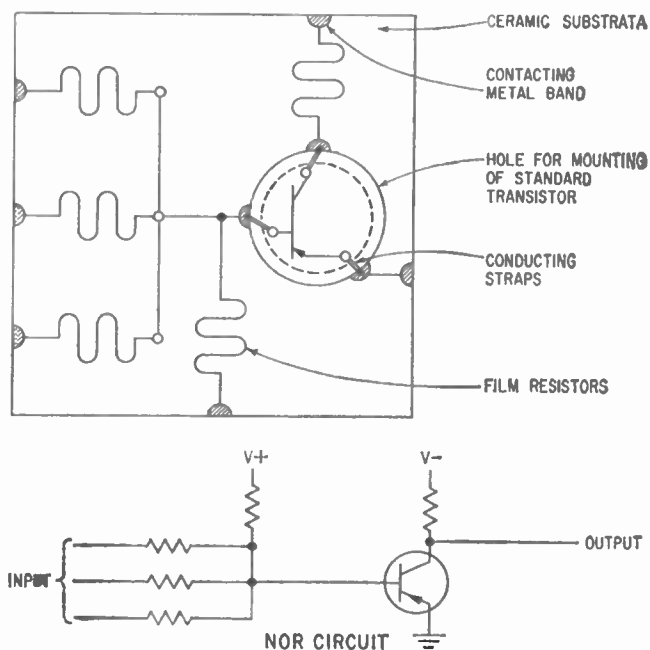 CERAMIC SUBSTRATA
CONTACTING
METAL BAND
HOLE FOR MOUNTING
OF STANDARD
TRANSISTOR
CONDUCTING
STRAPS
FILM RESISTORS
V+
V-
OUTPUT
INPUT
NOR CIRCUIT